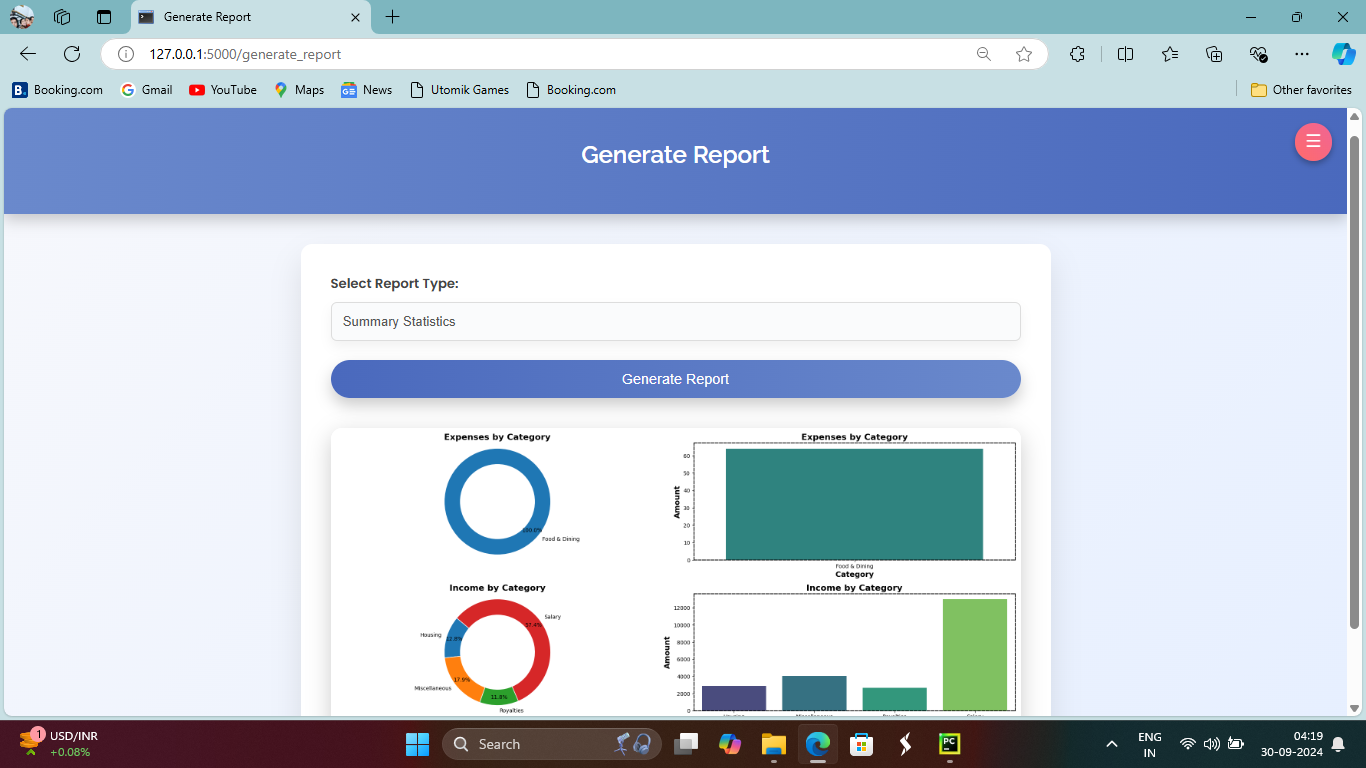 Generate Report
127.0.0.1:5000/generate_report
B. Booking.com Gmail YouTube Maps GE News Utomik Games Booking.com Other favorites
Generate Report
Select Report Type:
Summary Statistics
Generate Report
Expenses by Category
100.0%
Food & Dining
Expenses by Category
Amount
60
50
40
30
20
10
0
Food & Dining
Category
Income by Category
Salary
57.4%
Housing
12.8%
17.9%
Miscellaneous
11.8%
Royalties
Income by Category
Amount
12000
10000
8000
6000
4000
2000
0
1
USD/INR
+0.08%
Search
PC
ENG
IN
04:19
30-09-2024